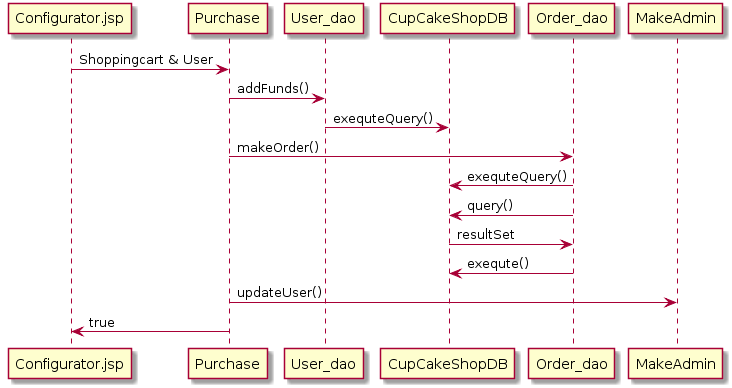 Configurator.jsp Purchase User_dao CupCakeShopDB Order_dao MakeAdmin
Shoppingcart & User
addFunds()
exequteQuery()
makeOrder()
exequteQuery()
query()
resultSet
exequte()
updateUser()
true
Configurator.jsp Purchase User_dao CupCakeShopDB Order_dao MakeAdmin